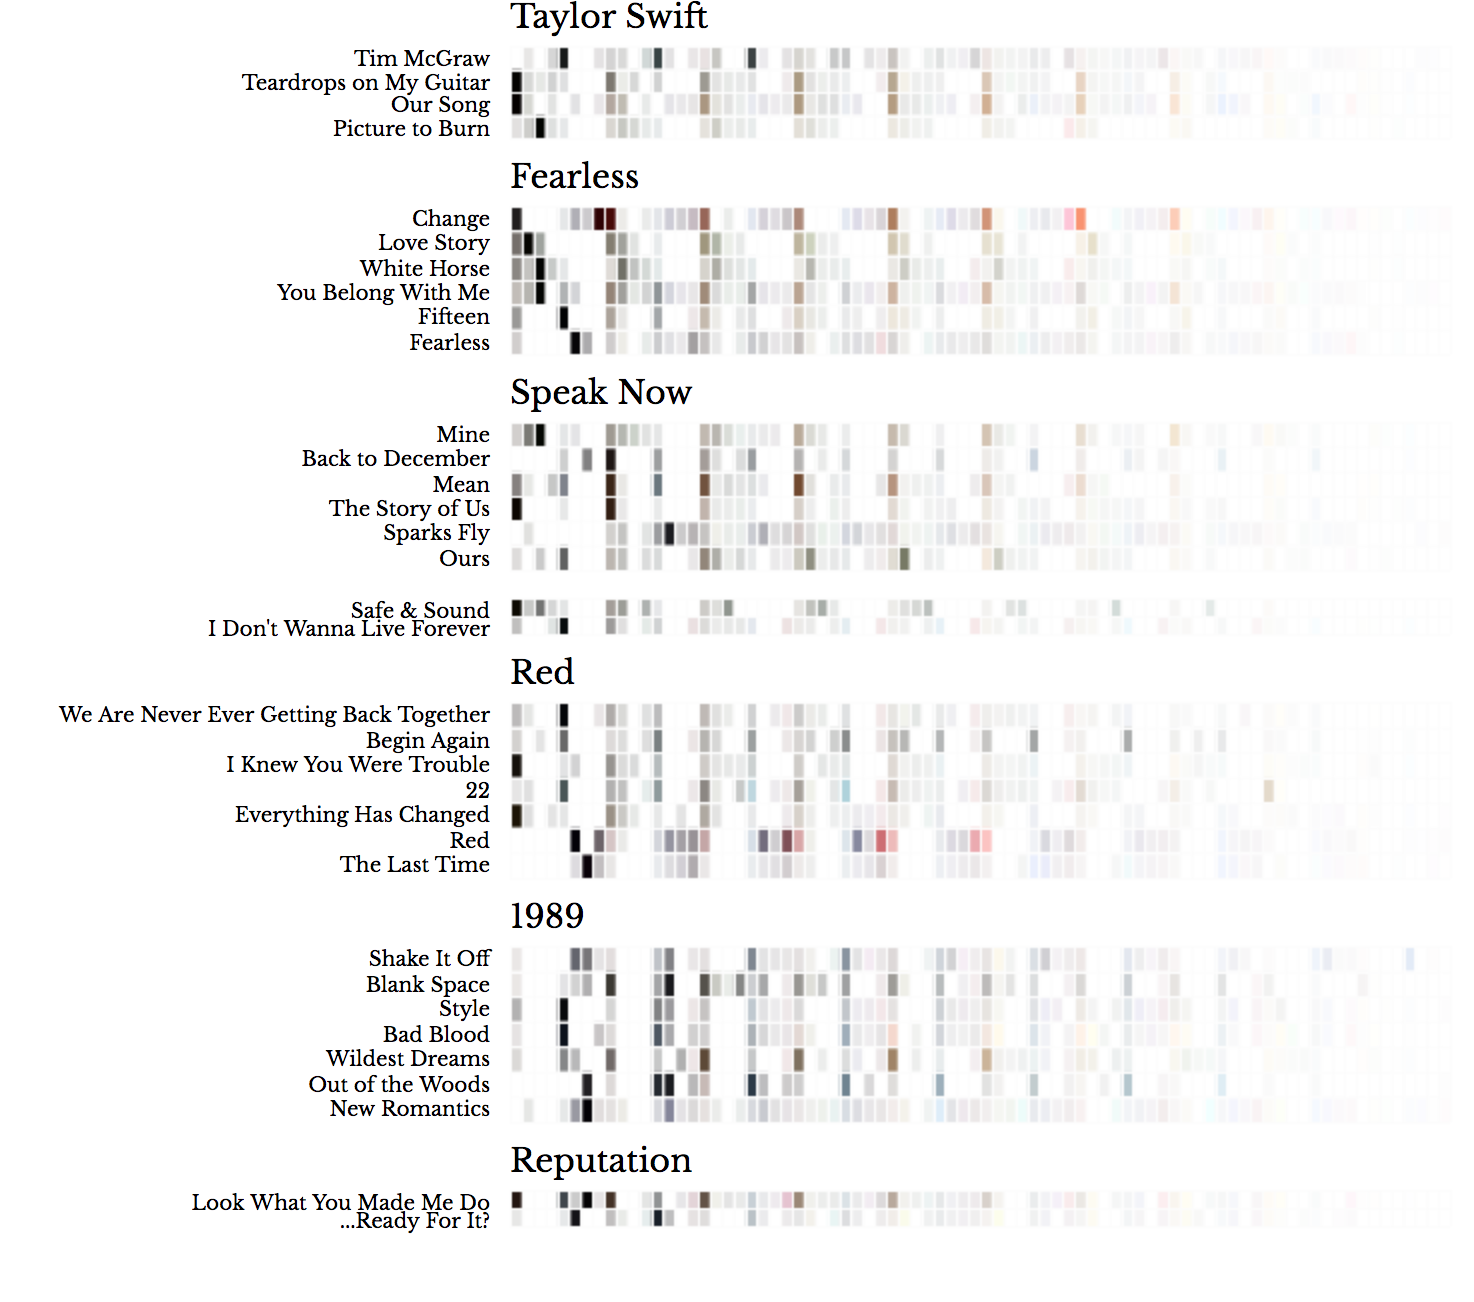 Taylor Swift
Tim McGraw
Teardrops on My Guitar
Our Song
Picture to Burn
Fearless
Change
Love Story
White Horse
You Belong With Me
Fifteen
Fearless
Speak Now
Mine
Back to December
Mean
The Story of Us
Sparks Fly
Ours
Safe & Sound
I Don't Wanna Live Forever
Red
We Are Never Ever Getting Back Together
Begin Again
I Knew You Were Trouble
22
Everything Has Changed
Red
The Last Time
1989
Shake It Off
Blank Space
Style
Bad Blood
Wildest Dreams
Out of the Woods
New Romantics
Reputation
Look What You Made Me Do
...Ready For It?